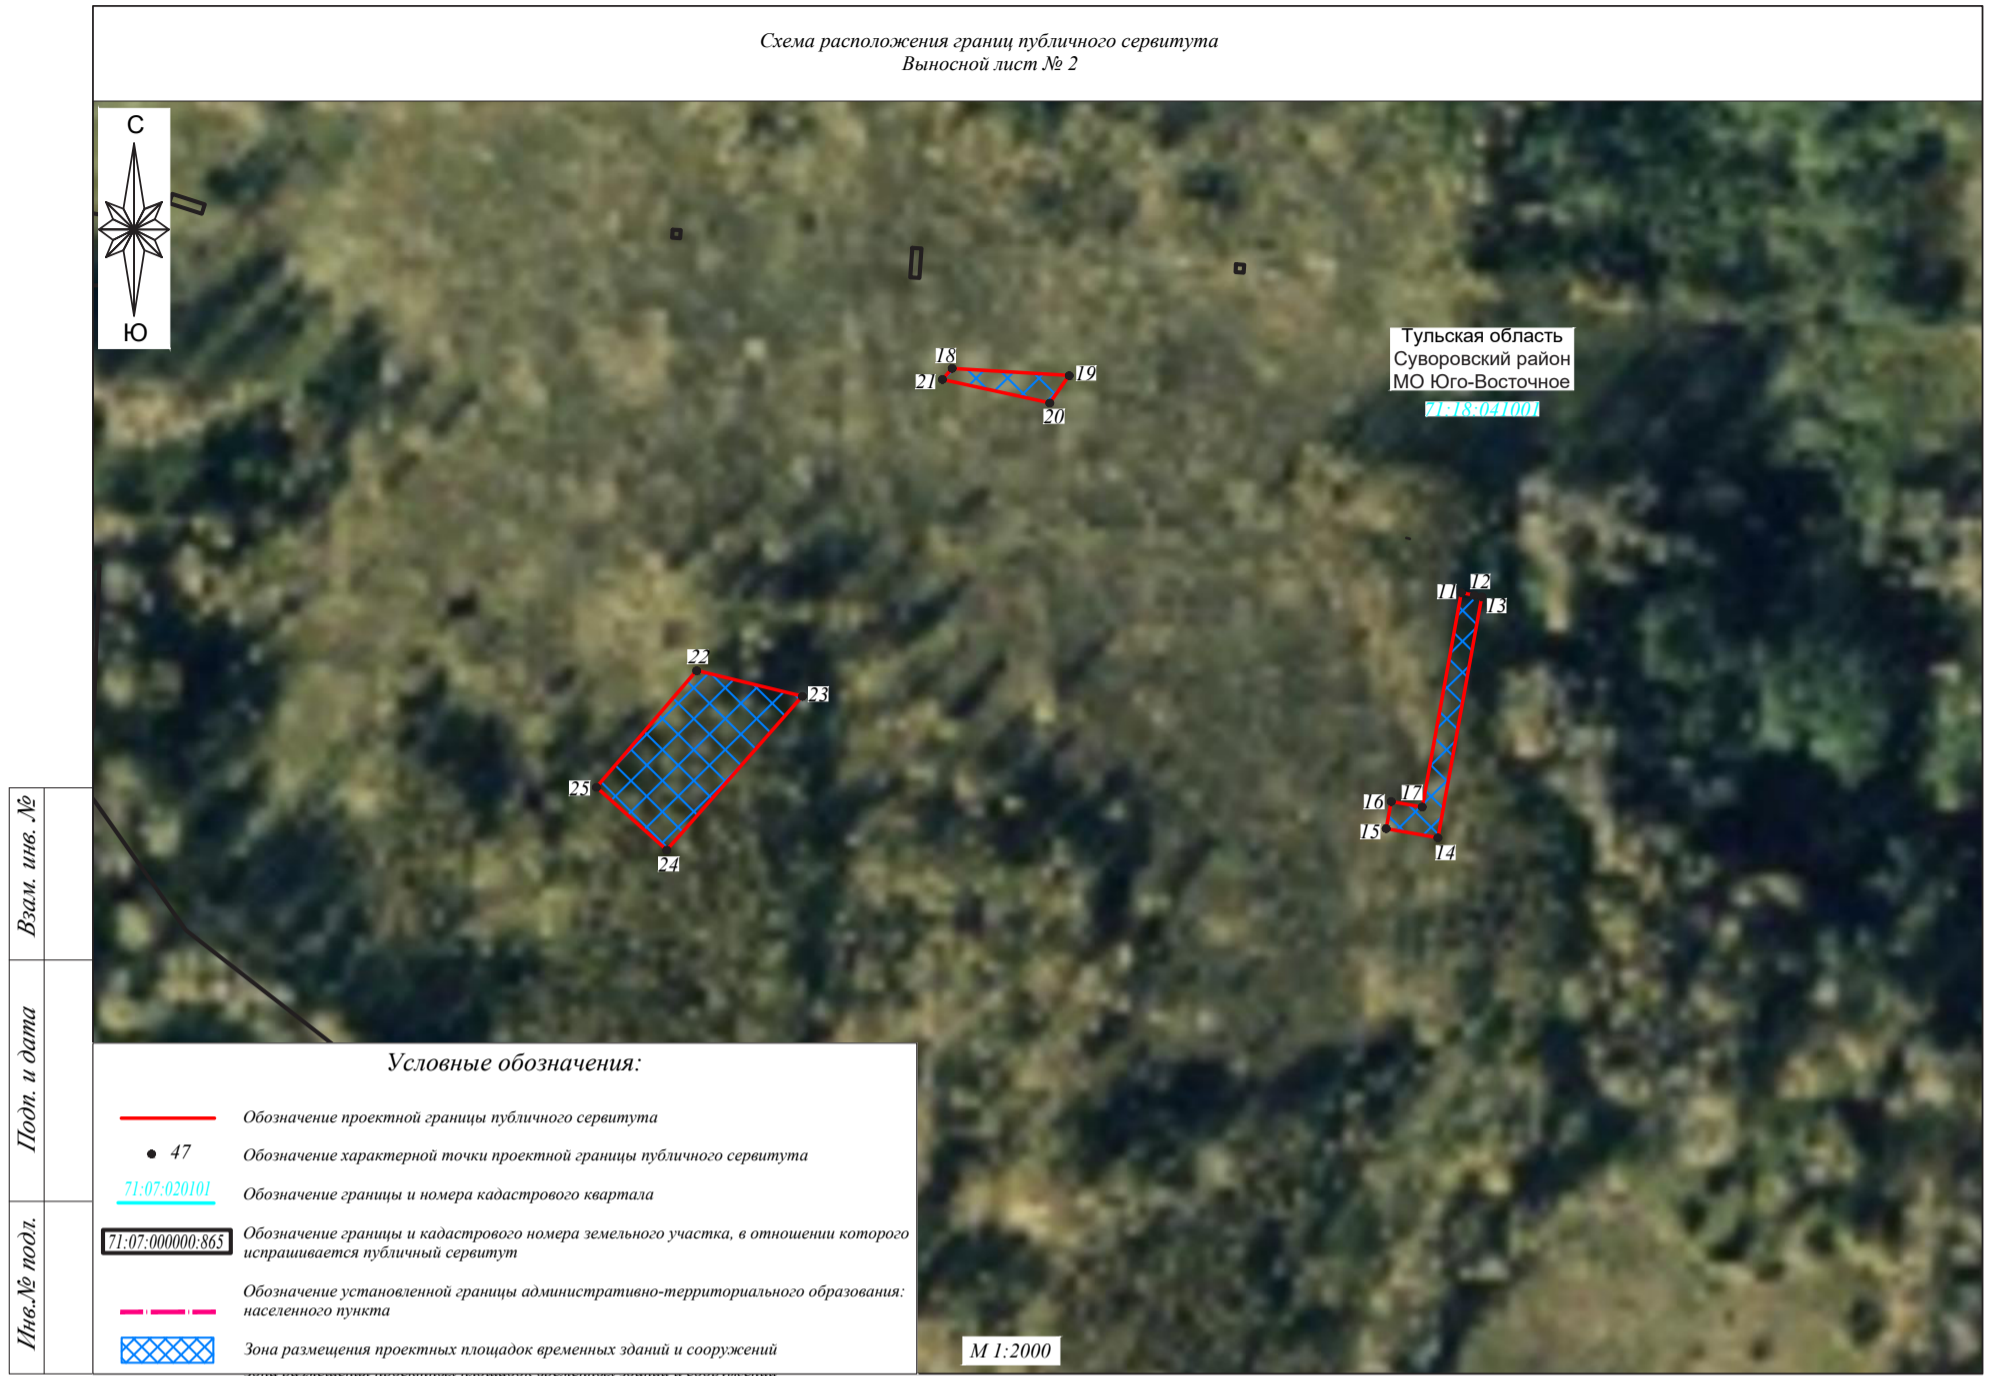 Схема расположения границ публичного сервитута
Выносной лист № 2
С
Ю
18
19
21
20
Тульская область
Суворовский район
МО Юго-Восточное
71:18:041001
11
12
13
22
23
25
24
16
17
15
14
Взам. инв. №
Подп. и дата
Инв.№ подл.
Условные обозначения:
Обозначение проектной границы публичного сервитута
47
Обозначение характерной точки проектной границы публичного сервитута
71:07:020101
Обозначение границы и номера кадастрового квартала
71:07:000000:865
Обозначение границы и кадастрового номера земельного участка, в отношении которого
испрашивается публичный сервитут
Обозначение установленной границы административно-территориального образования:
населенного пункта
Зона размещения проектных площадок временных зданий и сооружений
М 1:2000